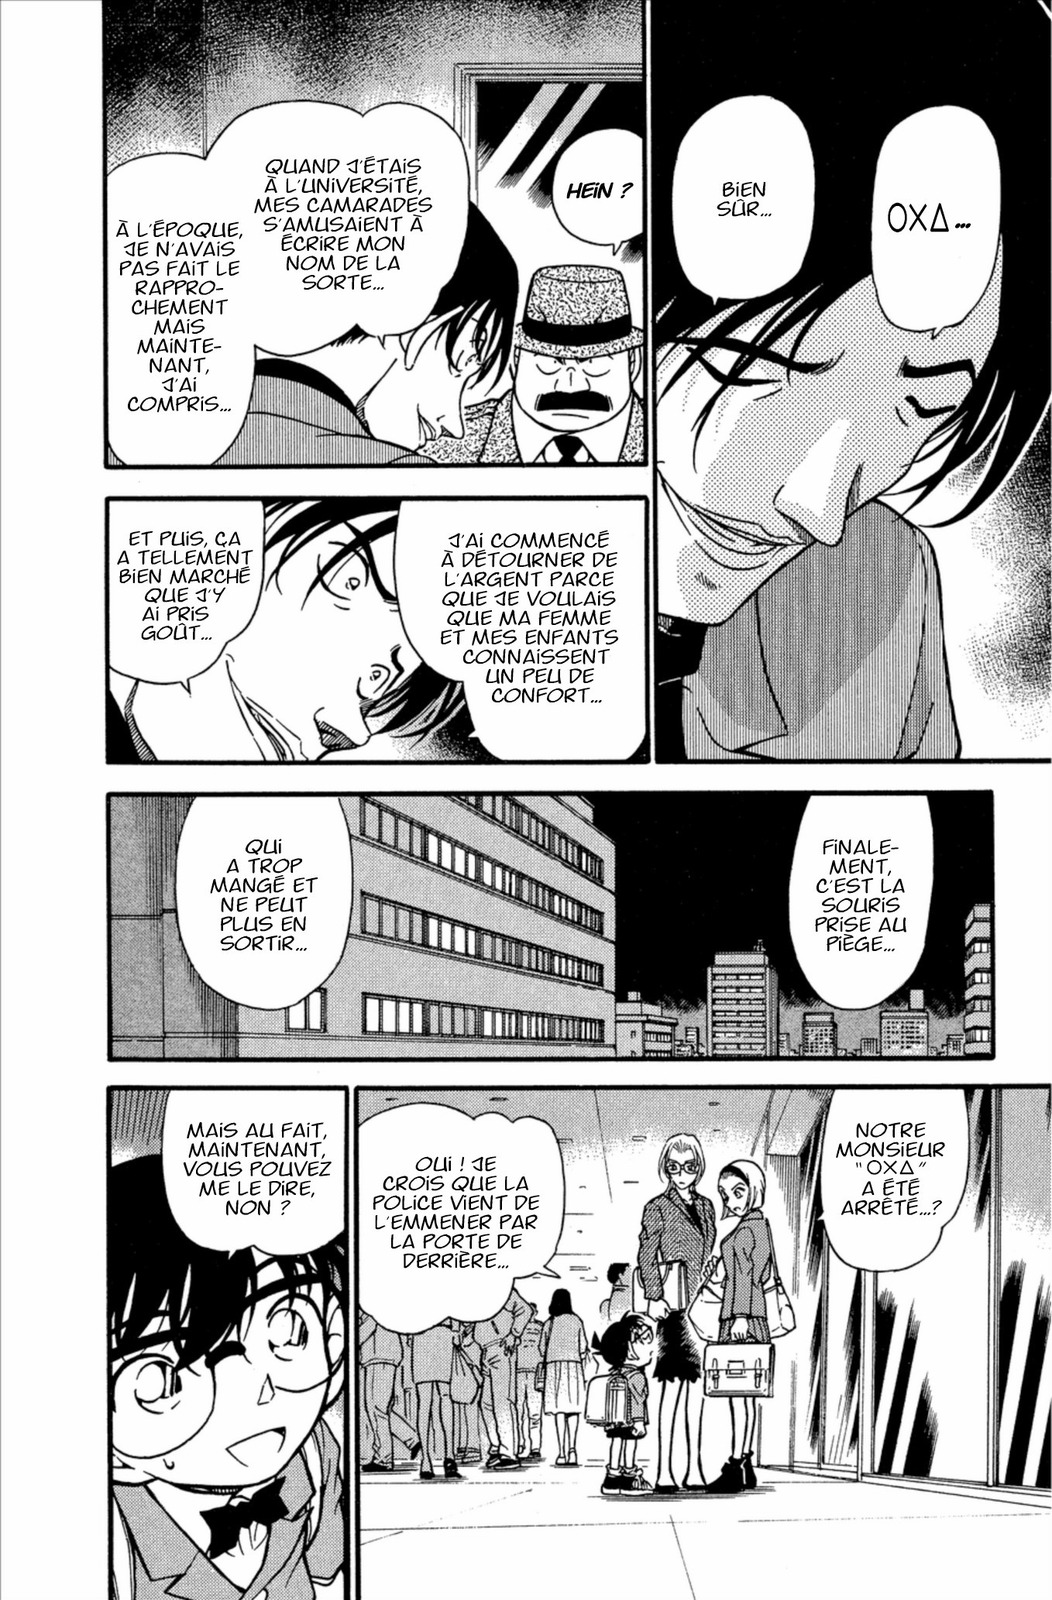 OXΔ...
BIEN
SÛR...
HEIN ?
QUAND J'ÉTAIS
À L'UNIVERSITÉ,
MES CAMARADES
S'AMUSAIENT À
ÉCRIRE MON
NOM DE LA
SORTE...
À L'ÉPOQUE,
JE N'AVAIS
PAS FAIT LE
RAPPRO-
CHEMENT
MAIS
MAINTE-
NANT,
J'AI
COMPRIS...
J'AI COMMENCÉ
À DÉTOURNER DE
L'ARGENT PARCE
QUE JE VOULAIS
QUE MA FEMME
ET MES ENFANTS
CONNAISSENT
UN PEU DE
CONFORT...
ET PUIS, ÇA
A TELLEMENT
BIEN MARCHÉ
QUE J'Y
AI PRIS
GOÛT...
FINALE-
MENT,
C'EST LA
SOURIS
PRISE AU
PIÈGE...
QUI
A TROP
MANGÉ ET
NE PEUT
PLUS EN
SORTIR...
NOTRE
MONSIEUR
"OXΔ"
A ÉTÉ
ARRÊTÉ...?
OUI ! JE
CROIS QUE LA
POLICE VIENT DE
L'EMMENER PAR
LA PORTE DE
DERRIÈRE...
MAIS AU FAIT,
MAINTENANT,
VOUS POUVEZ
ME LE DIRE,
NON ?